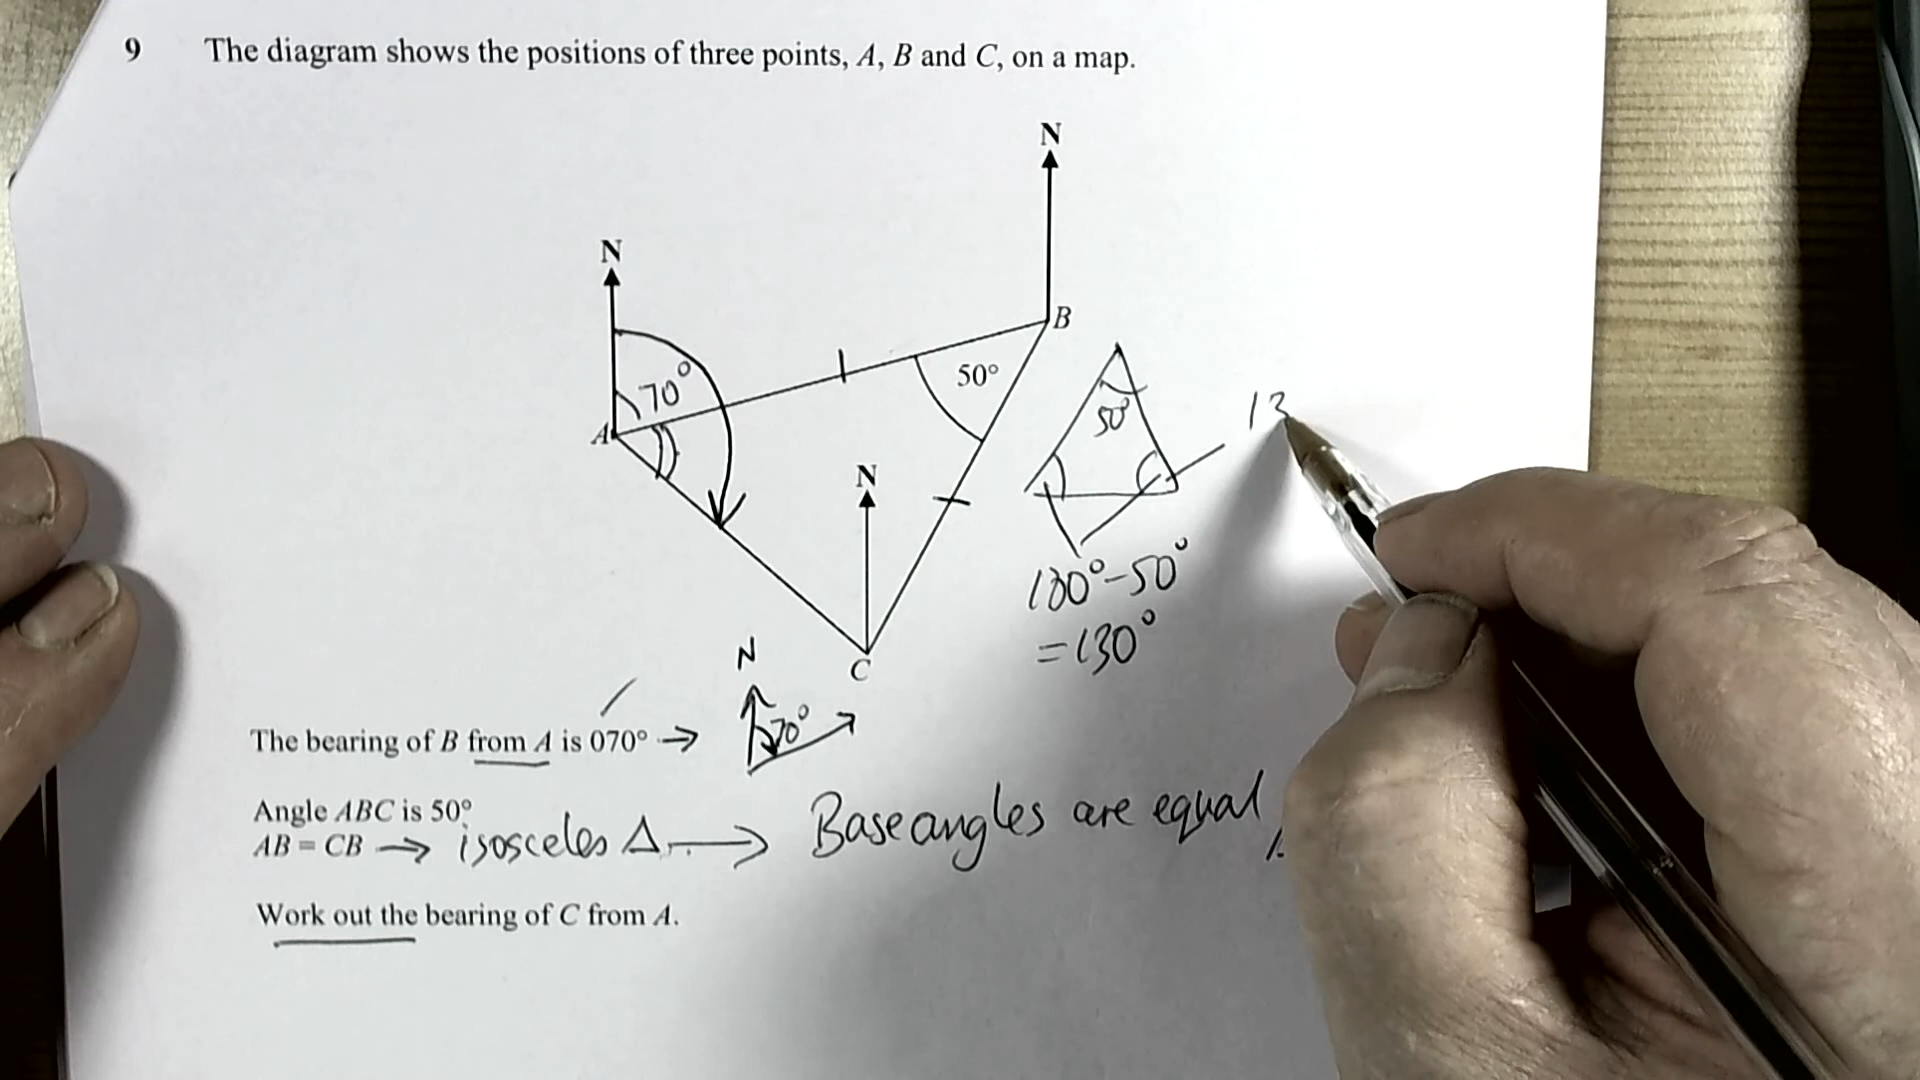 9 The diagram shows the positions of three points, A, B and C, on a map.
N
N
B
70°
50°
A
50°
13
N
180°-50°
=130°
C
N
The bearing of B from A is 070° → 70°
Angle ABC is 50°
AB = CB → isosceles Δ → Base angles are equal
Work out the bearing of C from A.